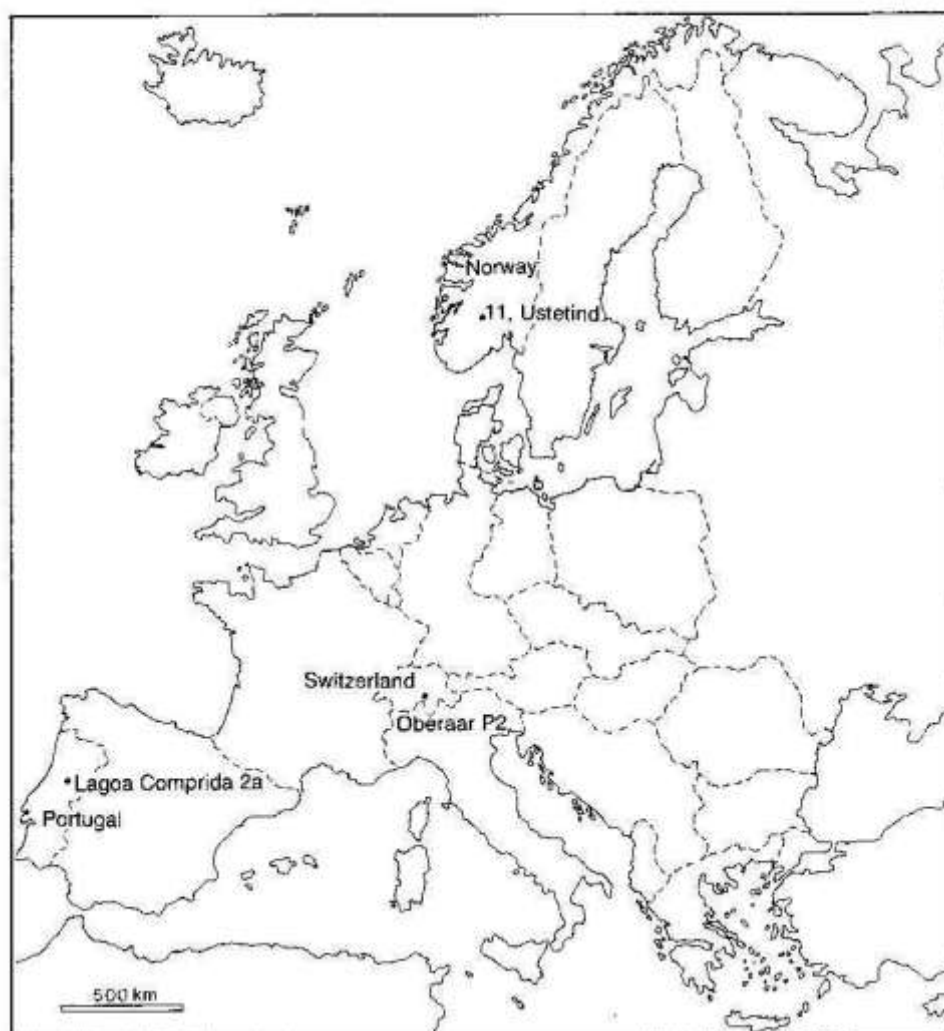 Norway
11, Ustetind
Switzerland
Oberaar P2
Lagoa Comprida 2a
Portugal
500 km